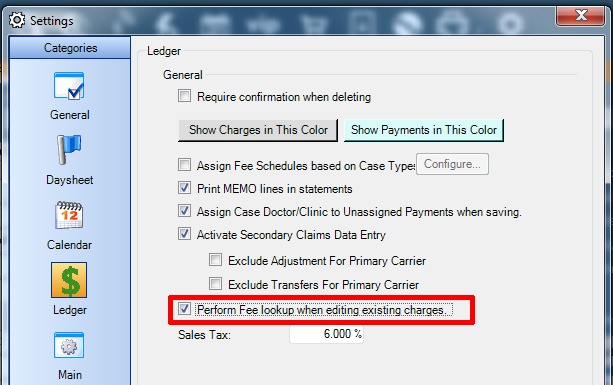 Settings
Categories
General
Daysheet
Calendar
Ledger
Main
Ledger
General
Require confirmation when deleting
Show Charges in This Color
Show Payments in This Color
Assign Fee Schedules based on Case Types
Configure...
Print MEMO lines in statements
Assign Case Doctor/Clinic to Unassigned Payments when saving.
Activate Secondary Claims Data Entry
Exclude Adjustment For Primary Carrier
Exclude Transfers For Primary Carrier
Perform Fee lookup when editing existing charges.
Sales Tax:
6.000 %